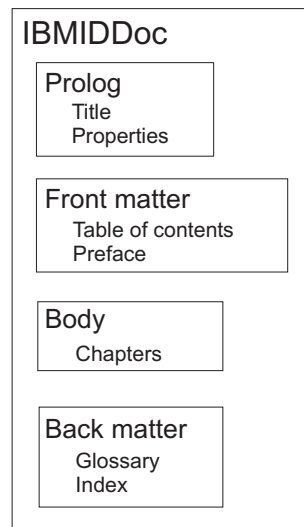 IBMIDDoc
Prolog
Title
Properties
Front matter
Table of contents
Preface
Body
Chapters
Back matter
Glossary
Index